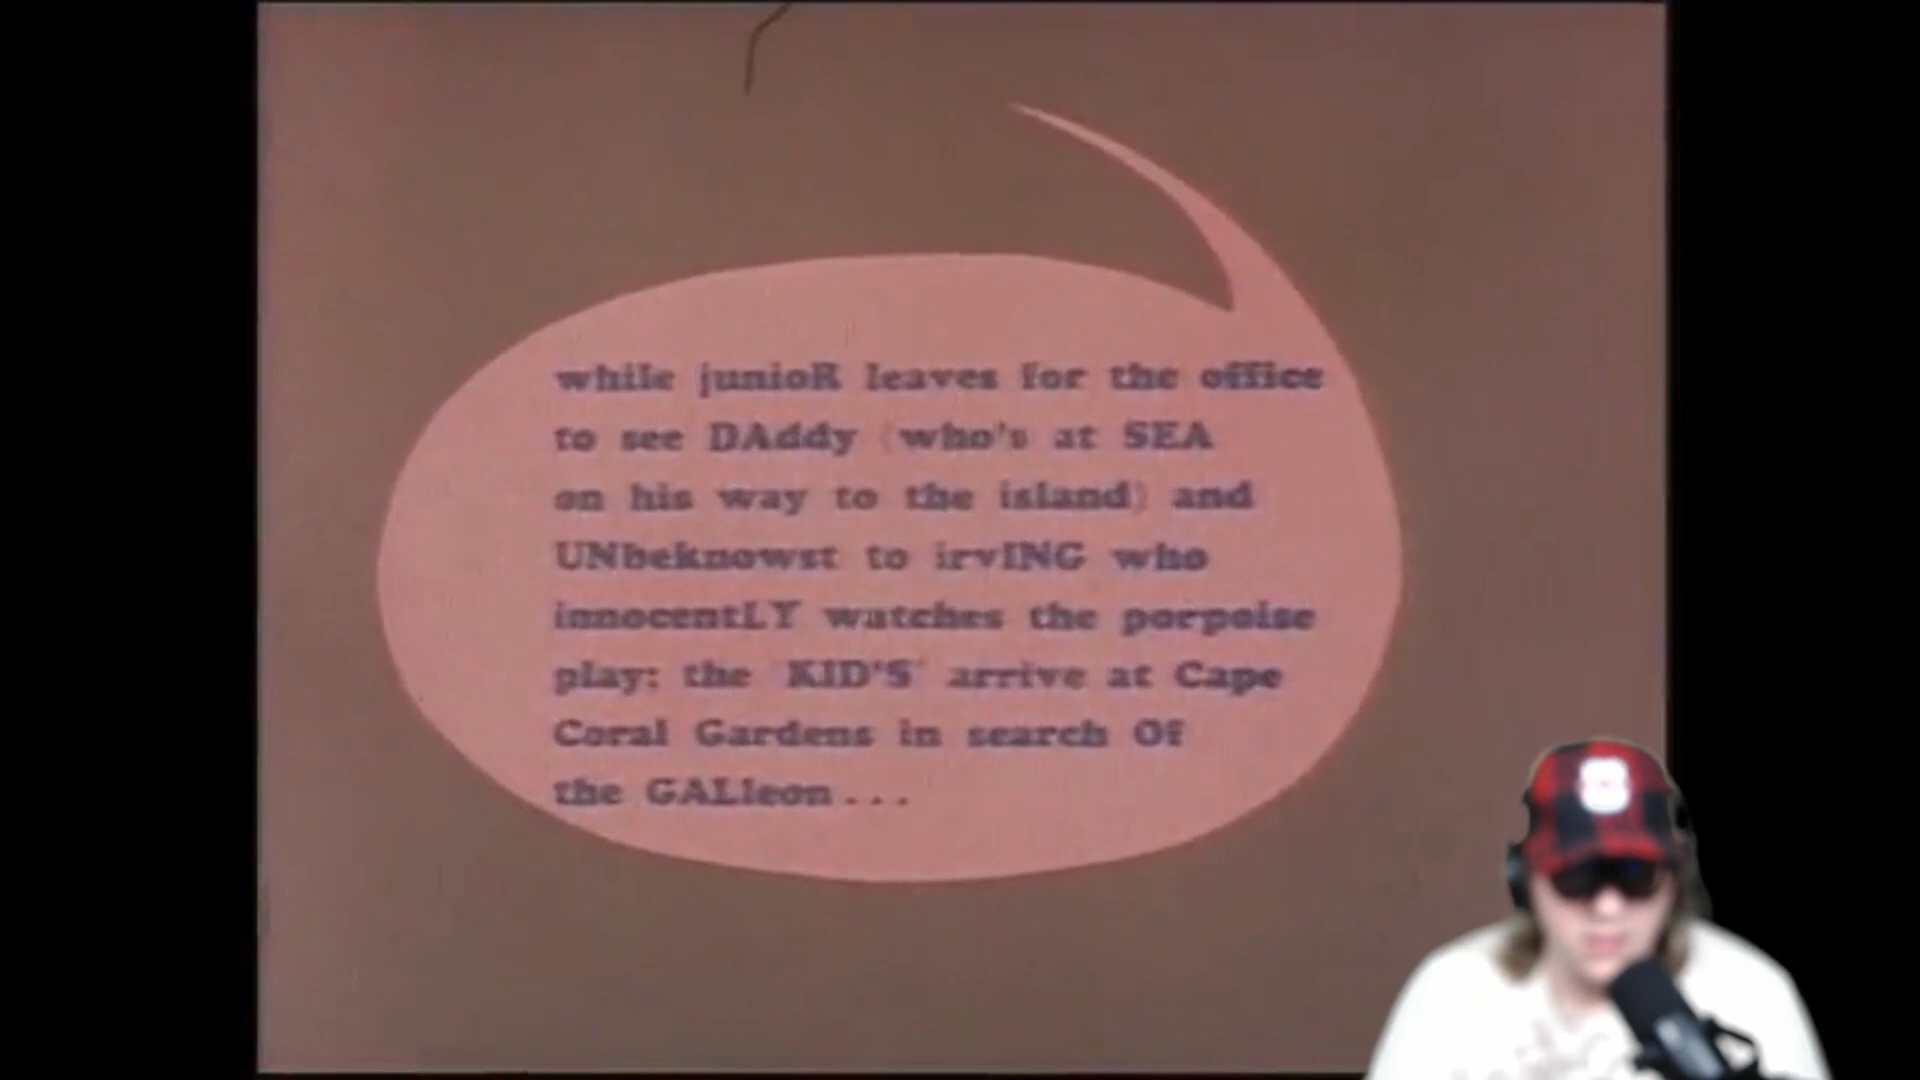 while junioR leaves for the office
to see DAddy (who's at SEA
on his way to the island) and
UNbeknowst to irvING who
innocentLY watches the porpoise
play: the 'KID'S' arrive at Cape
Coral Gardens in search Of
the GALleon...
S